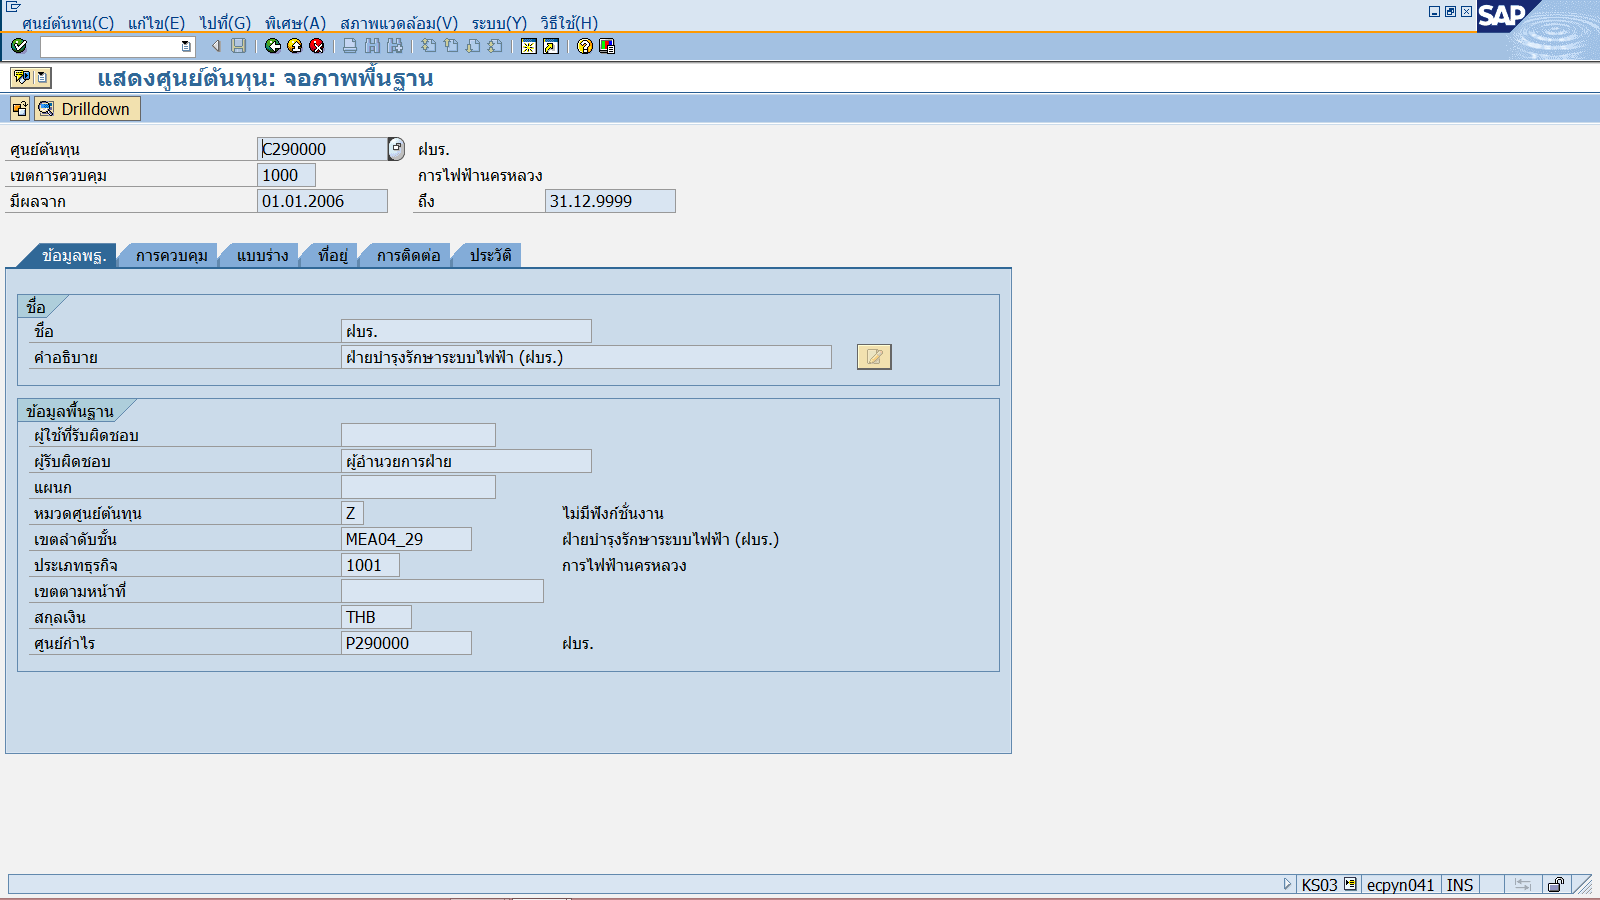 ศูนย์ต้นทุน(C) แก้ไข(E) ไปที่(G) พิเศษ(A) สภาพแวดล้อม(V) ระบบ(Y) วิธีใช้(H)
SAP
แสดงศูนย์ต้นทุน: จอภาพพื้นฐาน
Drilldown
ศูนย์ต้นทุน C290000 ฝบร.
เขตการควบคุม 1000 การไฟฟ้านครหลวง
มีผลจาก 01.01.2006 ถึง 31.12.9999
ข้อมูลพฐ. การควบคุม แบบร่าง ที่อยู่ การติดต่อ ประวัติ
ชื่อ
ชื่อ ฝบร.
คำอธิบาย ฝ่ายบำรุงรักษาระบบไฟฟ้า (ฝบร.)
ข้อมูลพื้นฐาน
ผู้ใช้ที่รับผิดชอบ
ผู้รับผิดชอบ ผู้อำนวยการฝ่าย
แผนก
หมวดศูนย์ต้นทุน Z ไม่มีฟังก์ชั่นงาน
เขตลำดับชั้น MEA04_29 ฝ่ายบำรุงรักษาระบบไฟฟ้า (ฝบร.)
ประเภทธุรกิจ 1001 การไฟฟ้านครหลวง
เขตตามหน้าที่
สกุลเงิน THB
ศูนย์กำไร P290000 ฝบร.
KS03 ecpyn041 INS